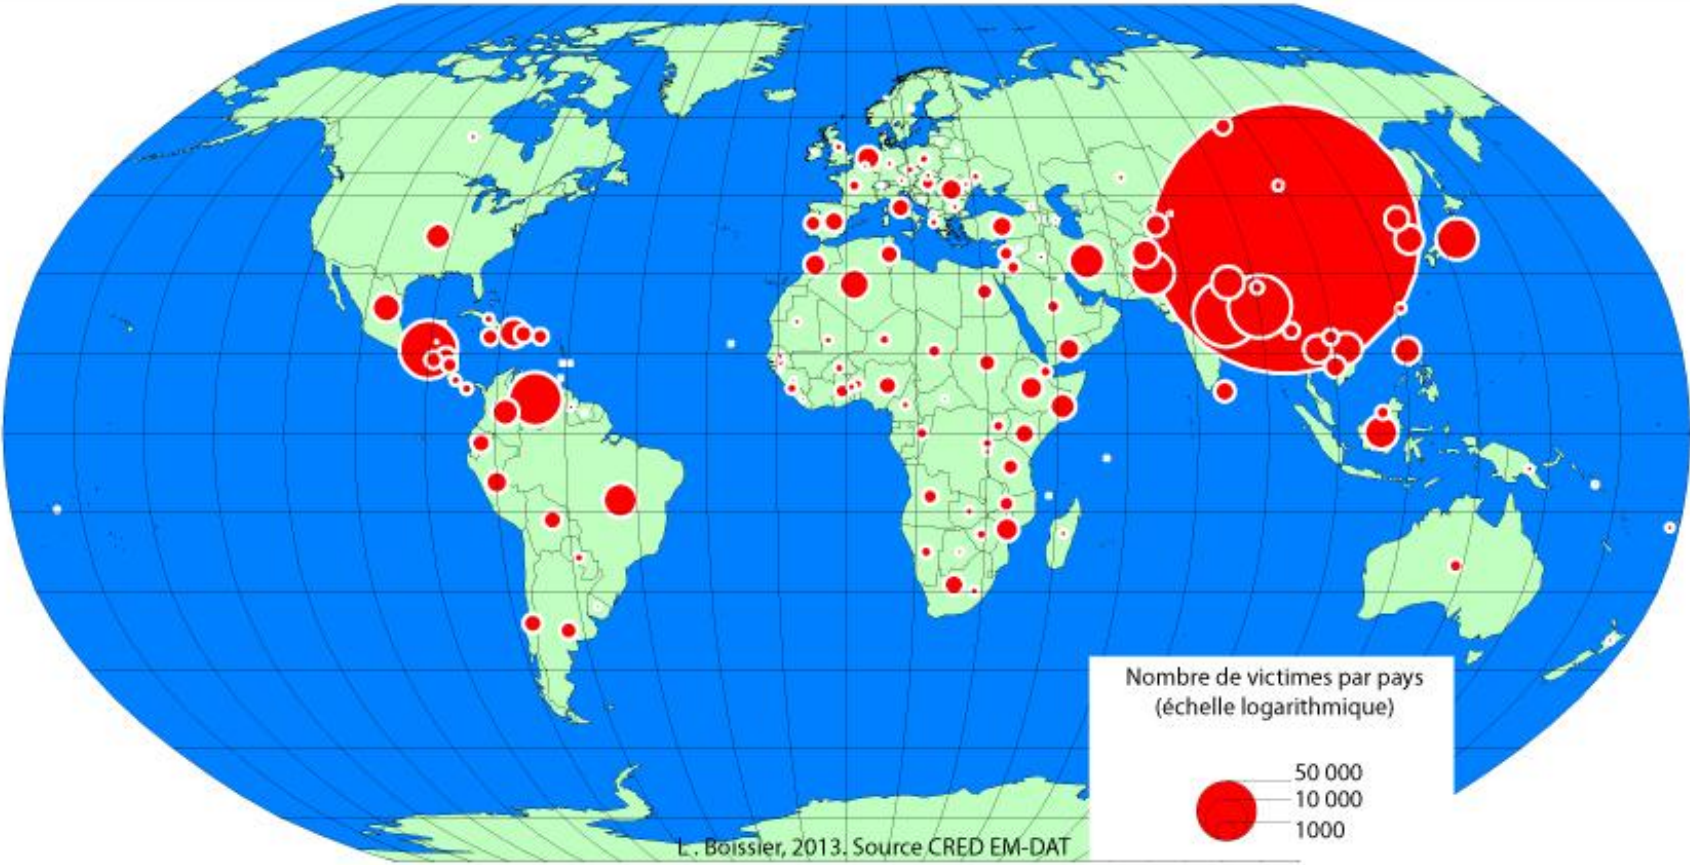 Nombre de victimes par pays
(échelle logarithmique)
50 000
10 000
1000
L . Boissier, 2013. Source CRED EM-DAT